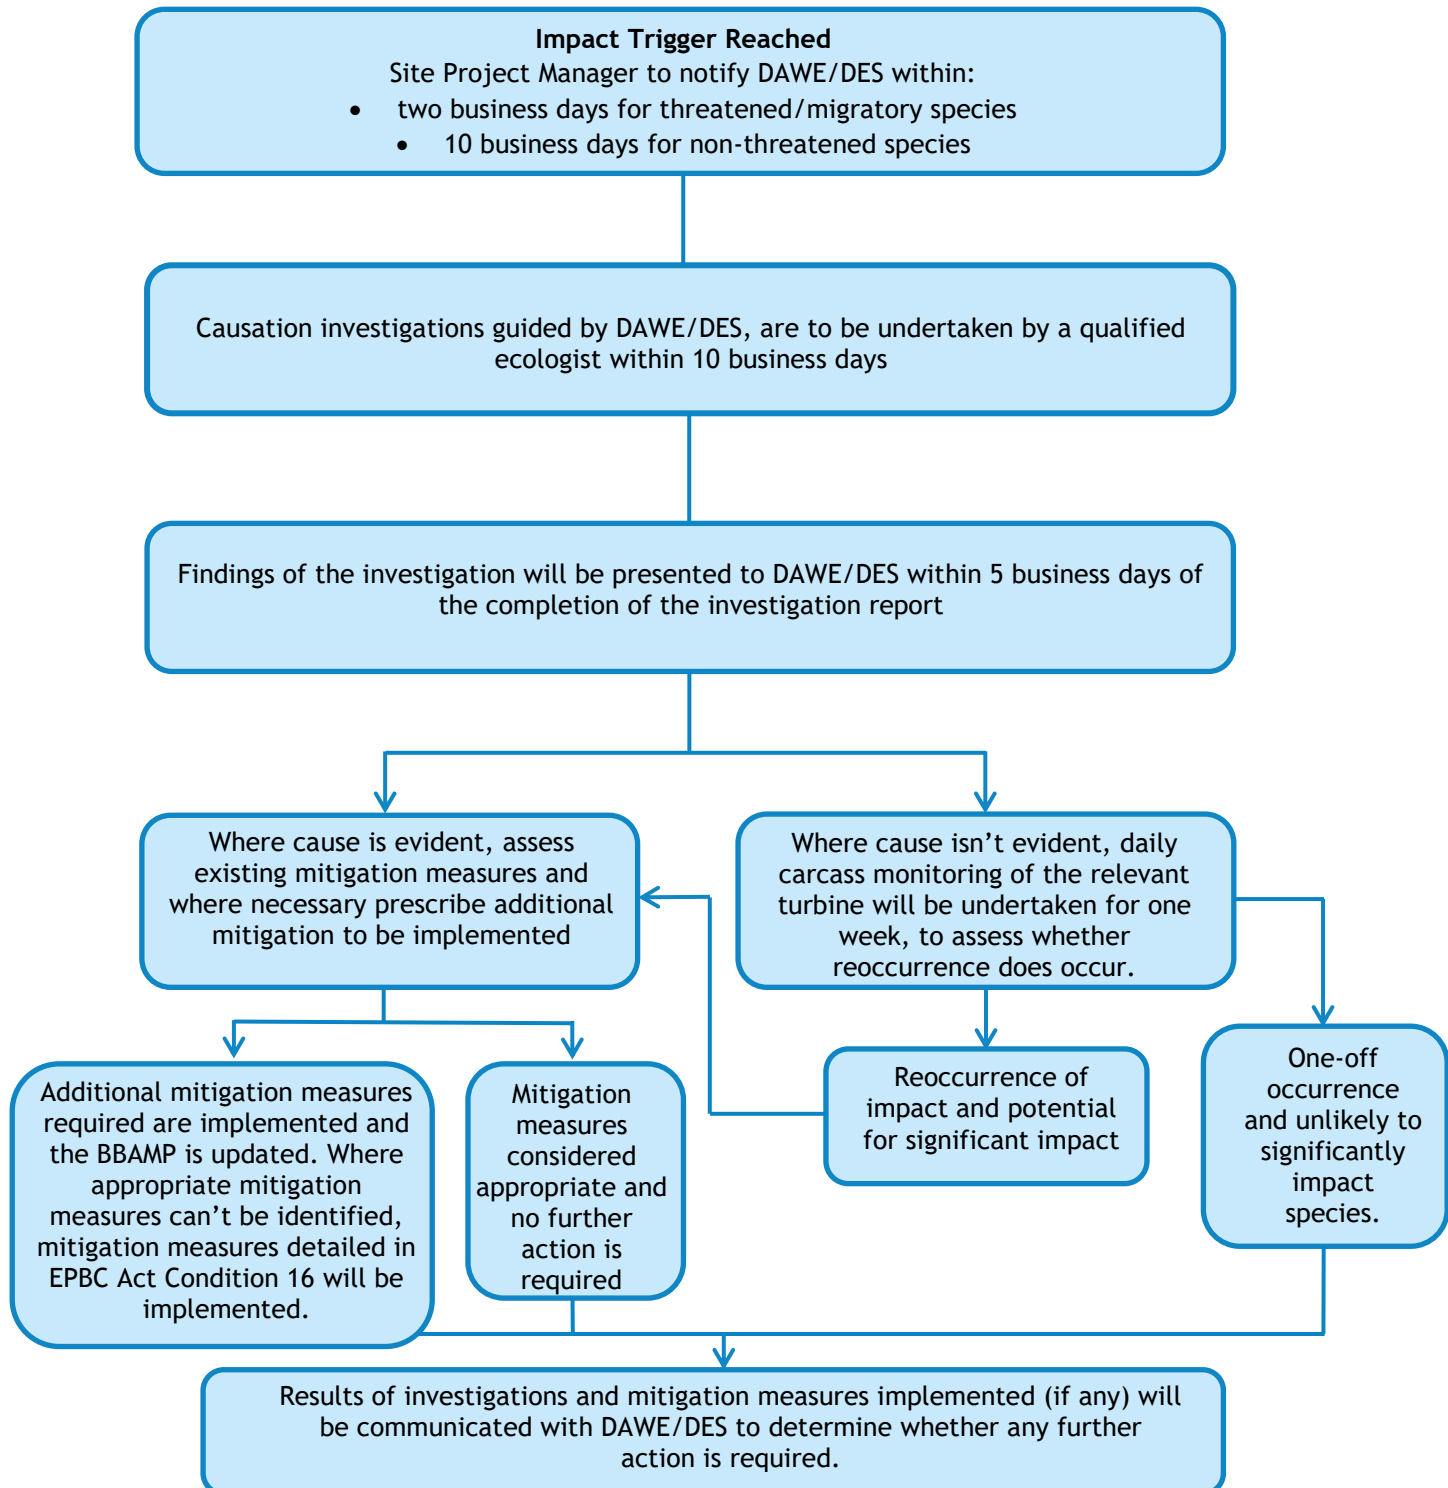 Impact Trigger Reached
Site Project Manager to notify DAWE/DES within:
• two business days for threatened/migratory species
• 10 business days for non-threatened species
Causation investigations guided by DAWE/DES, are to be undertaken by a qualified
ecologist within 10 business days
Findings of the investigation will be presented to DAWE/DES within 5 business days of
the completion of the investigation report
Where cause is evident, assess
existing mitigation measures and
where necessary prescribe additional
mitigation to be implemented
Where cause isn’t evident, daily
carcass monitoring of the relevant
turbine will be undertaken for one
week, to assess whether
reoccurrence does occur.
Additional mitigation measures
required are implemented and
the BBAMP is updated. Where
appropriate mitigation
measures can’t be identified,
mitigation measures detailed in
EPBC Act Condition 16 will be
implemented.
Mitigation
measures
considered
appropriate and
no further
action is
required
Reoccurrence of
impact and potential
for significant impact
One-off
occurrence
and unlikely to
significantly
impact
species.
Results of investigations and mitigation measures implemented (if any) will
be communicated with DAWE/DES to determine whether any further
action is required.